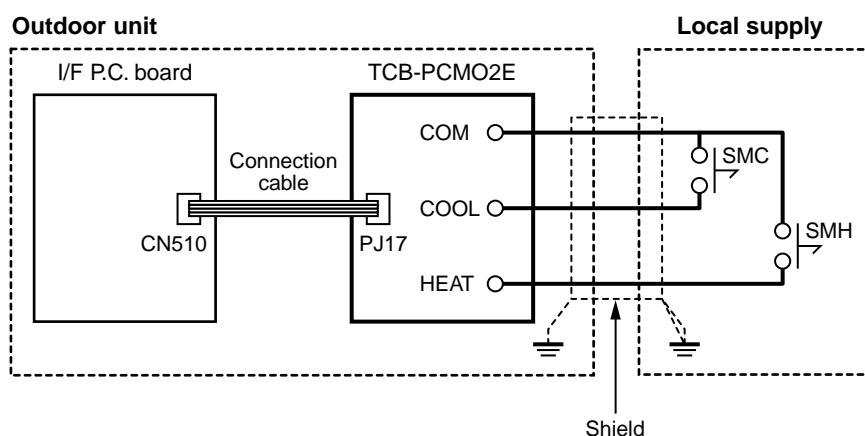 Outdoor unit
Local supply
I/F P.C. board
TCB-PCMO2E
COM
SMC
Connection
cable
COOL
SMH
CN510
PJ17
HEAT
Shield